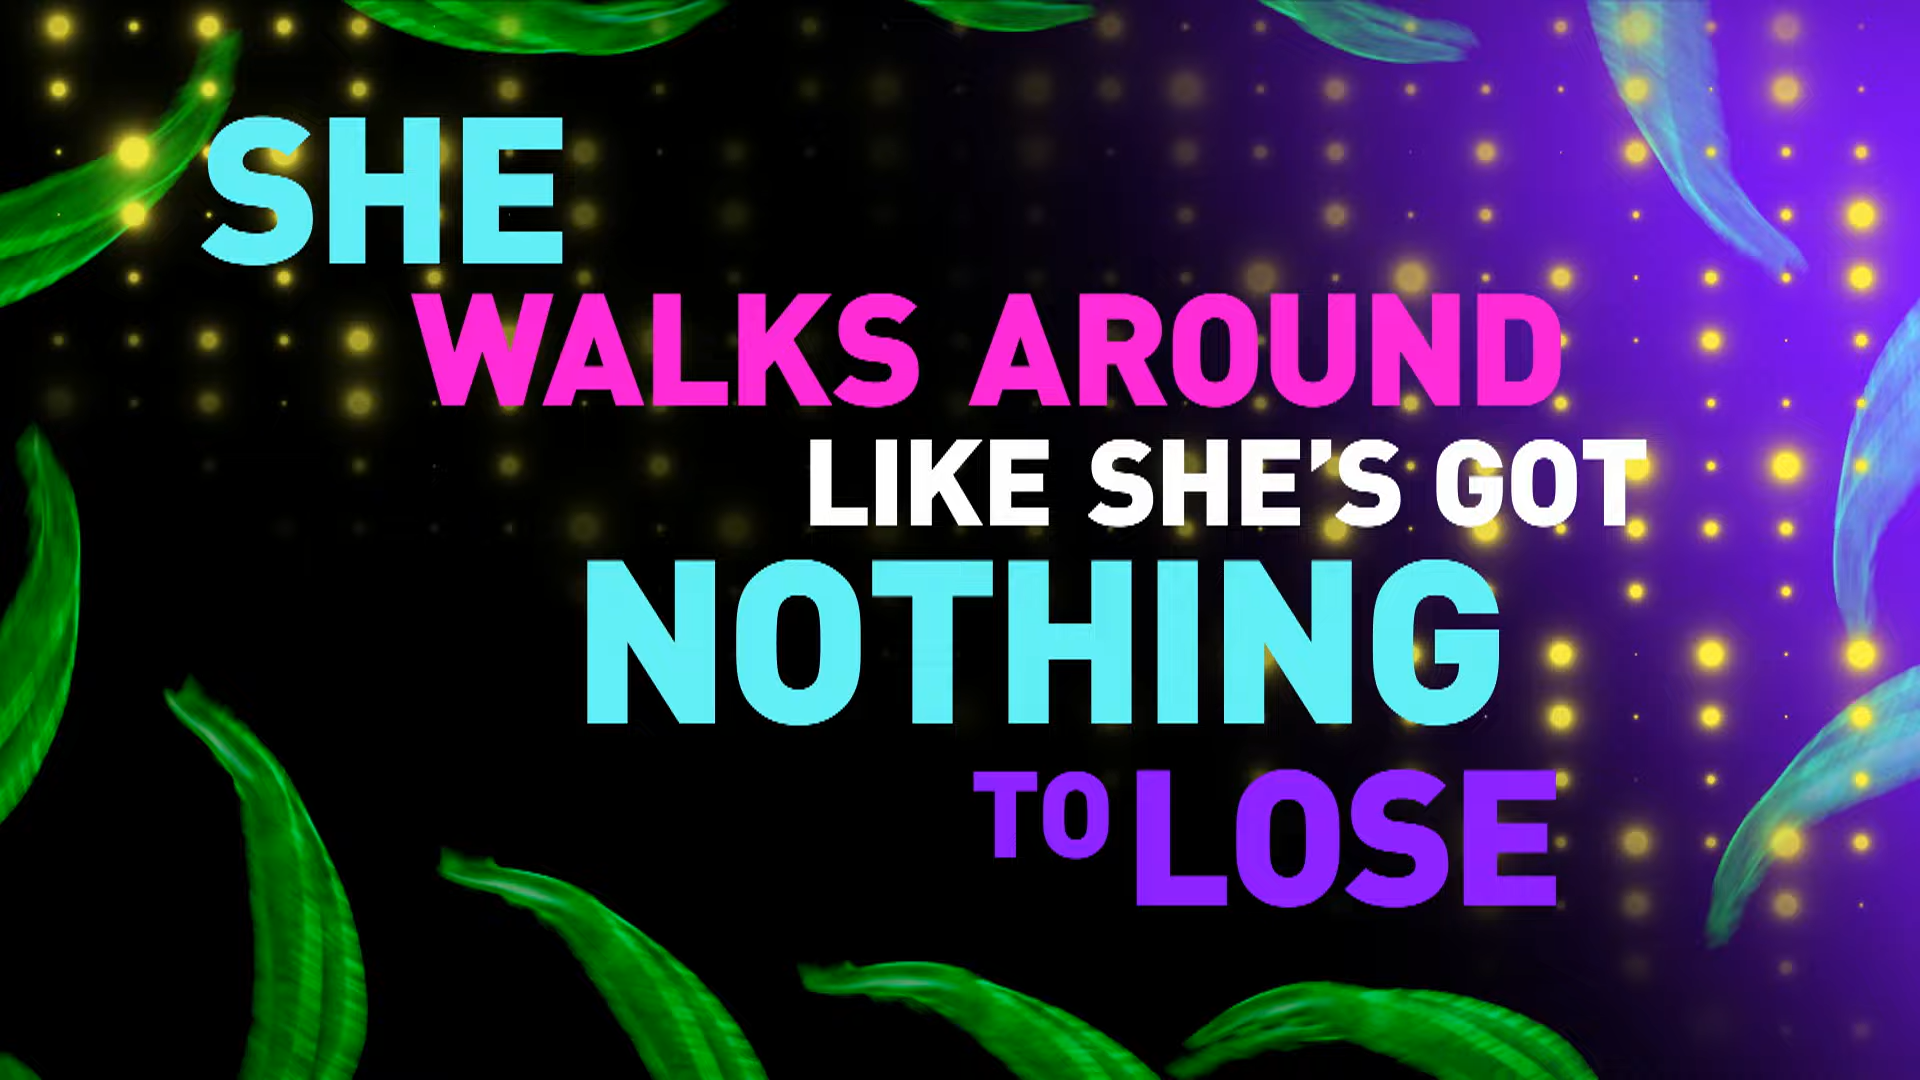 SHE
WALKS AROUND
LIKE SHE'S GOT
NOTHING
TO LOSE